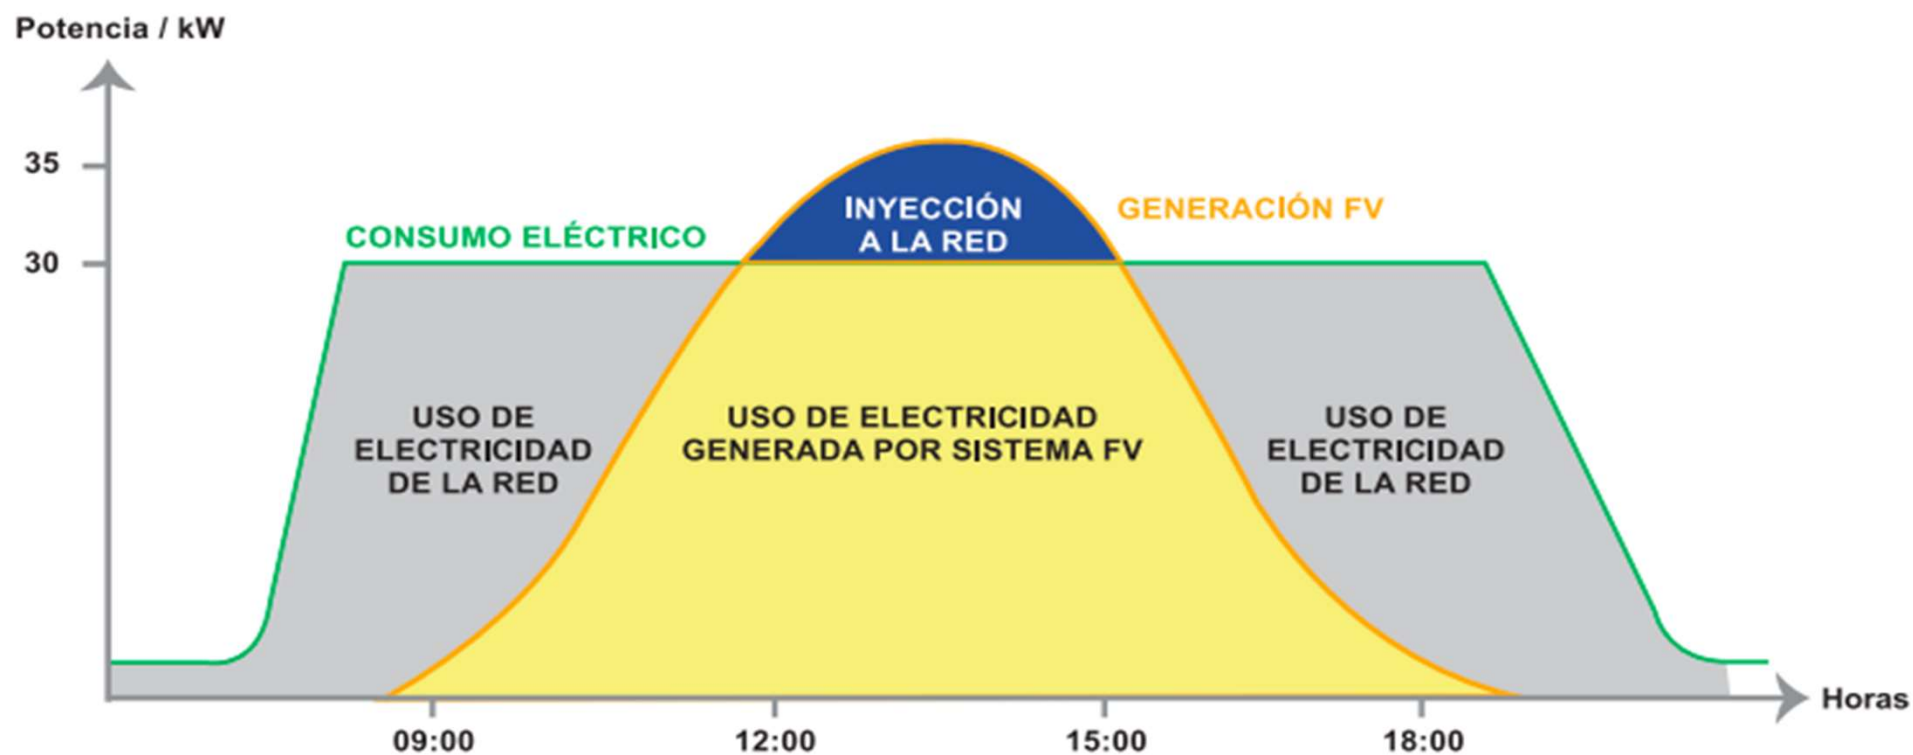 Potencia / kW
35
30
CONSUMO ELÉCTRICO
INYECCIÓN
A LA RED
GENERACIÓN FV
USO DE
ELECTRICIDAD
DE LA RED
USO DE ELECTRICIDAD
GENERADA POR SISTEMA FV
USO DE
ELECTRICIDAD
DE LA RED
Horas
09:00
12:00
15:00
18:00